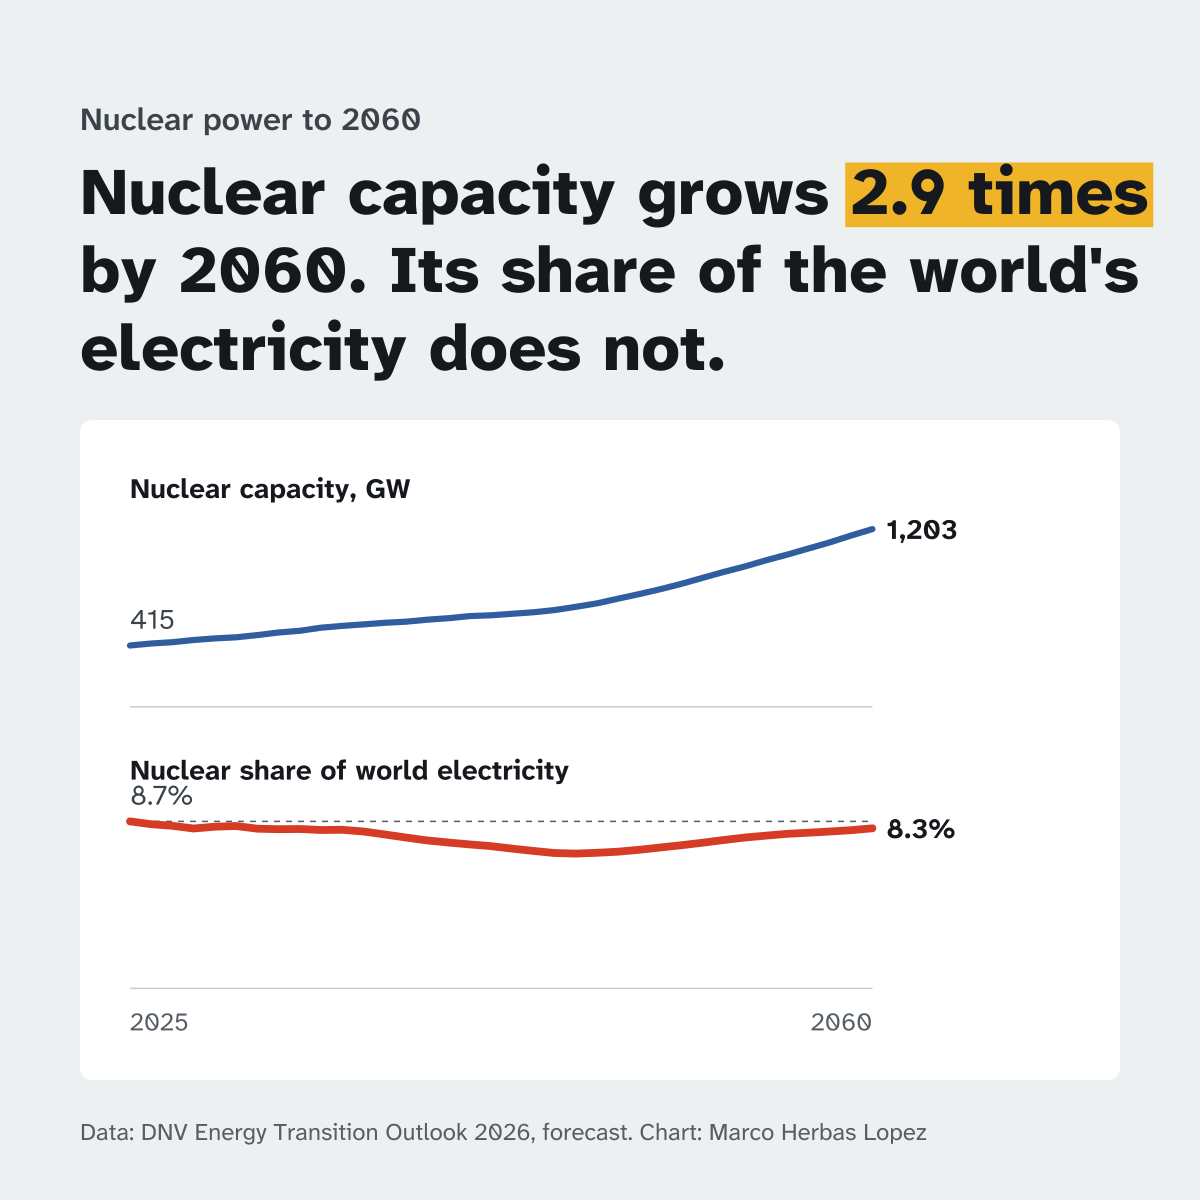 Nuclear power to 2060
Nuclear capacity grows 2.9 times
by 2060. Its share of the world's
electricity does not.
Nuclear capacity, GW
1,203
415
Nuclear share of world electricity
8.7%
8.3%
2025 2060
Data: DNV Energy Transition Outlook 2026, forecast. Chart: Marco Herbas Lopez